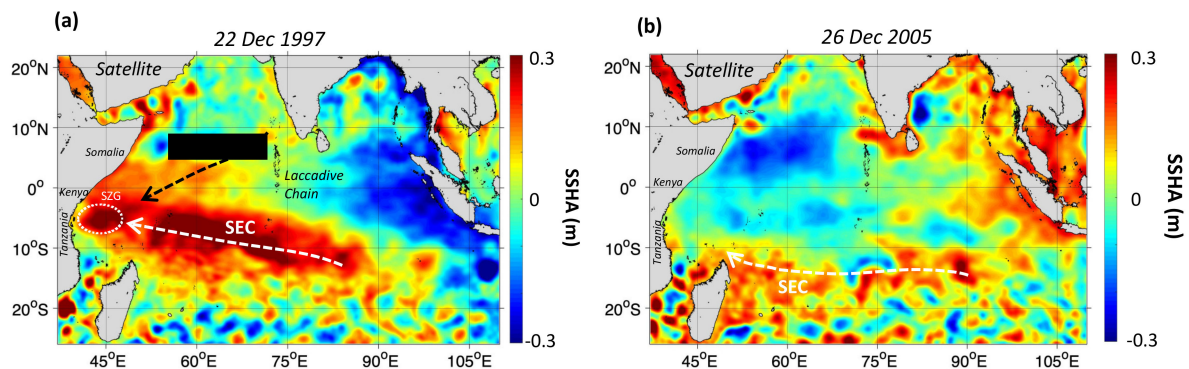 (a)
22 Dec 1997
Satellite
20°N
10°N
0°
10°S
20°S
45°E
60°E
75°E
90°E
105°E
Somalia
Kenya
Tanzania
SZG
SEC
Laccadive
Chain
0.3
0
-0.3
SSHA (m)
(b)
26 Dec 2005
Satellite
20°N
10°N
0°
10°S
20°S
45°E
60°E
75°E
90°E
105°E
Somalia
Kenya
Tanzania
SEC
0.3
0
-0.3
SSHA (m)